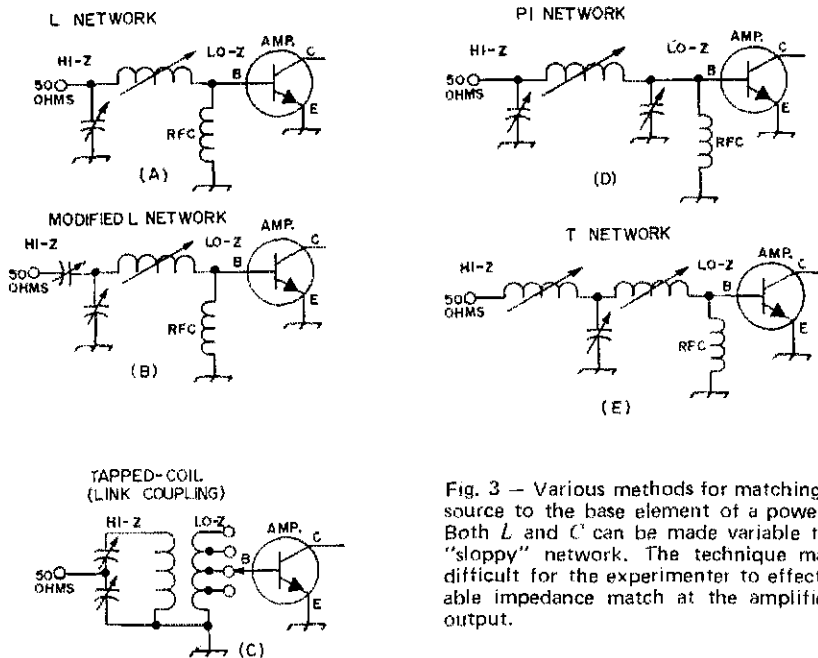 L NETWORK
HI-Z
LO-Z
AMP.
C
50 OHMS
B
E
RFC
(A)
MODIFIED L NETWORK
HI-Z
LO-Z
AMP.
C
50 OHMS
B
E
RFC
(B)
TAPPED-COIL
(LINK COUPLING)
HI-Z
LO-Z
AMP.
C
50 OHMS
B
E
(C)
PI NETWORK
HI-Z
LO-Z
AMP.
C
50 OHMS
B
E
RFC
(D)
T NETWORK
HI-Z
LO-Z
AMP.
C
50 OHMS
B
E
RFC
(E)
Fig. 3 — Various methods for matching
source to the base element of a power
Both L and C can be made variable t
"sloppy" network. The technique ma
difficult for the experimenter to effect
able impedance match at the amplifie
output.